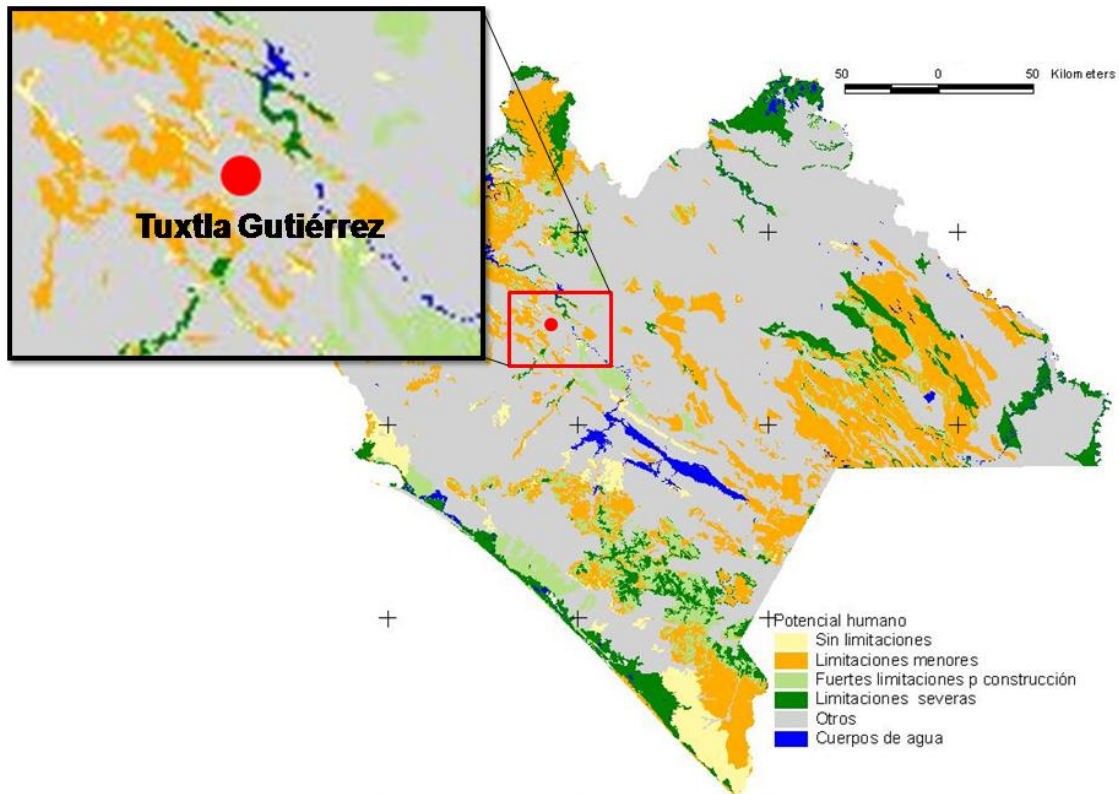 Tuxtla Gutiérrez
50 0 50 Kilometers
Potencial humano
Sin limitaciones
Limitaciones menores
Fuertes limitaciones p construcción
Limitaciones severas
Otros
Cuerpos de agua